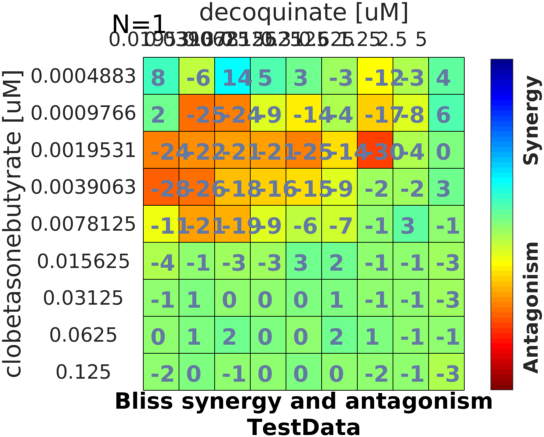 decoquinate [uM]
N=1
2.5 5
0.0004883 8 -6 14 5 3 -3 -12 -3 4
0.0009766 2 -25 -24 -9 -14 -4 -17 -8 6
0.0019531 -24 -22 -21 -21 -25 -14 -30 -4 0
0.0039063 -28 -26 -18 -16 -15 -9 -2 -2 3
0.0078125 -11 -21 -19 -9 -6 -7 -1 3 -1
0.015625 -4 -1 -3 -3 3 2 -1 -1 -3
0.03125 -1 1 0 0 0 1 -1 -1 -3
0.0625 0 1 2 0 0 2 1 -1 -1
0.125 -2 0 -1 0 0 0 -2 -1 -3
clobetasonebutyrate [uM]
Synergy
Antagonism
Bliss synergy and antagonism
TestData